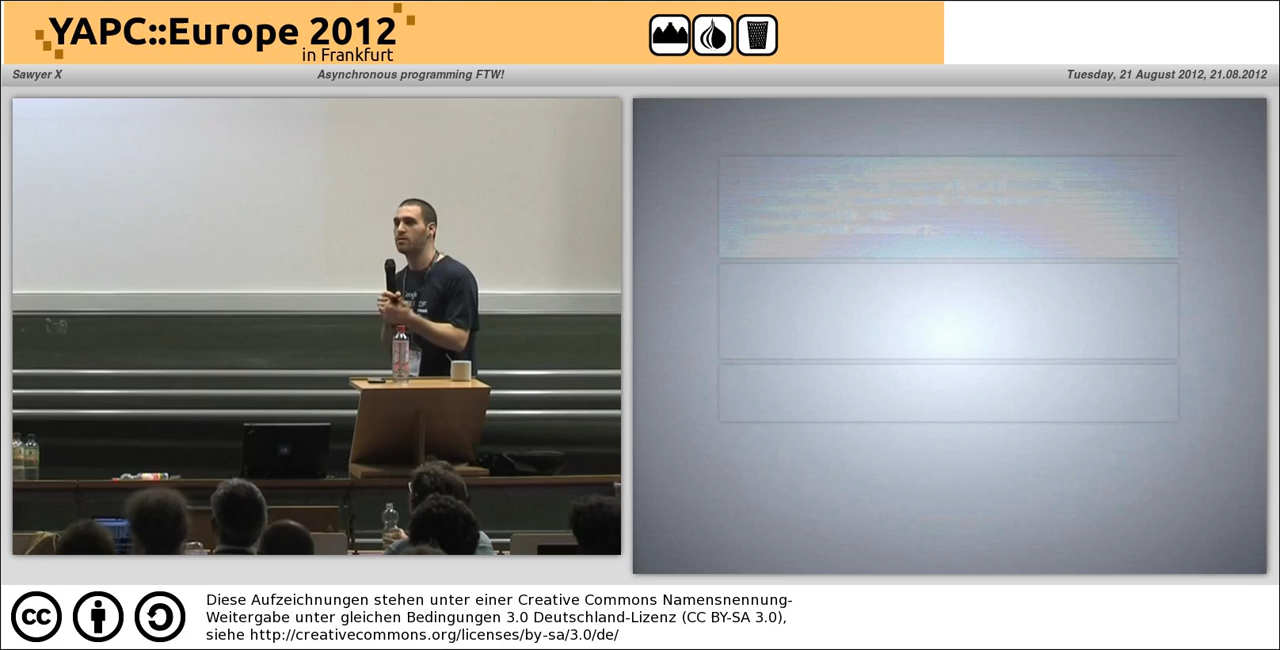 YAPC::Europe 2012
in Frankfurt
Sawyer X
Asynchronous programming FTW!
Tuesday, 21 August 2012, 21.08.2012
cc
Diese Aufzeichnungen stehen unter einer Creative Commons Namensnennung-
Weitergabe unter gleichen Bedingungen 3.0 Deutschland-Lizenz (CC BY-SA 3.0),
siehe http://creativecommons.org/licenses/by-sa/3.0/de/